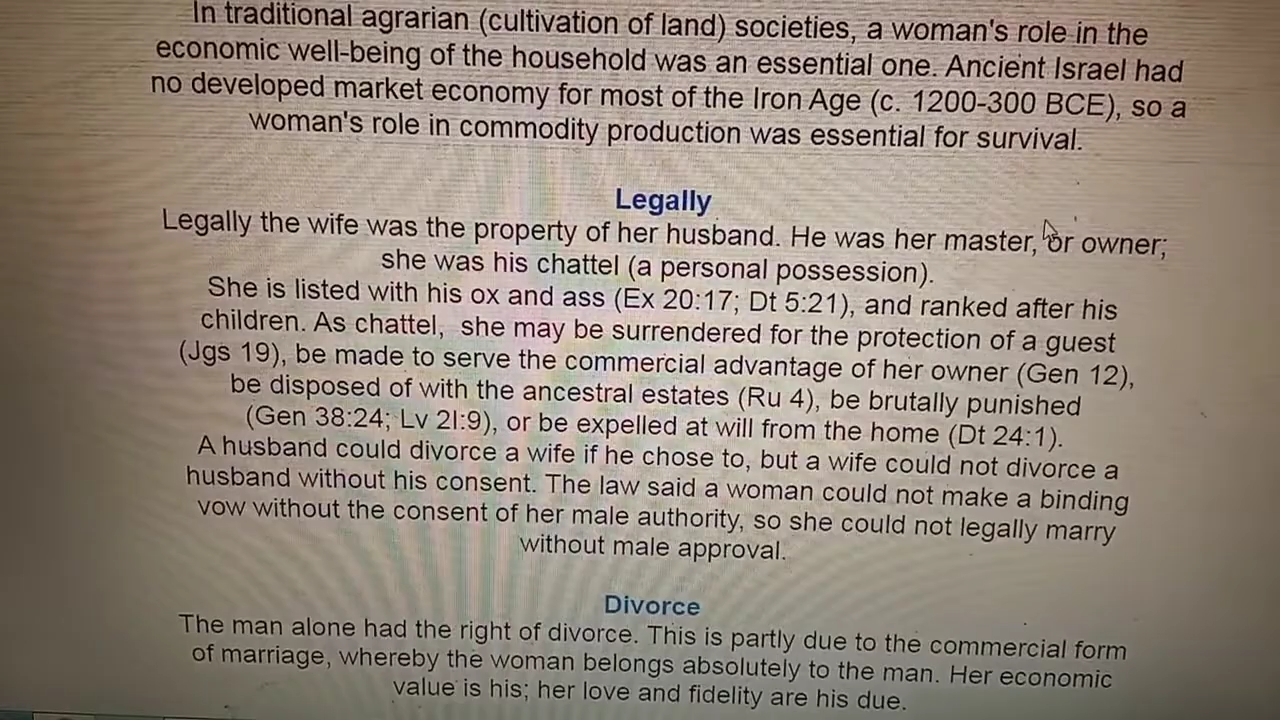 In traditional agrarian (cultivation of land) societies, a woman's role in the
economic well-being of the household was an essential one. Ancient Israel had
no developed market economy for most of the Iron Age (c. 1200-300 BCE), so a
woman's role in commodity production was essential for survival.
Legally
Legally the wife was the property of her husband. He was her master, or owner;
she was his chattel (a personal possession).
She is listed with his ox and ass (Ex 20:17; Dt 5:21), and ranked after his
children. As chattel, she may be surrendered for the protection of a guest
(Jgs 19), be made to serve the commercial advantage of her owner (Gen 12),
be disposed of with the ancestral estates (Ru 4), be brutally punished
(Gen 38:24; Lv 2l:9), or be expelled at will from the home (Dt 24:1).
A husband could divorce a wife if he chose to, but a wife could not divorce a
husband without his consent. The law said a woman could not make a binding
vow without the consent of her male authority, so she could not legally marry
without male approval.
Divorce
The man alone had the right of divorce. This is partly due to the commercial form
of marriage, whereby the woman belongs absolutely to the man. Her economic
value is his; her love and fidelity are his due.